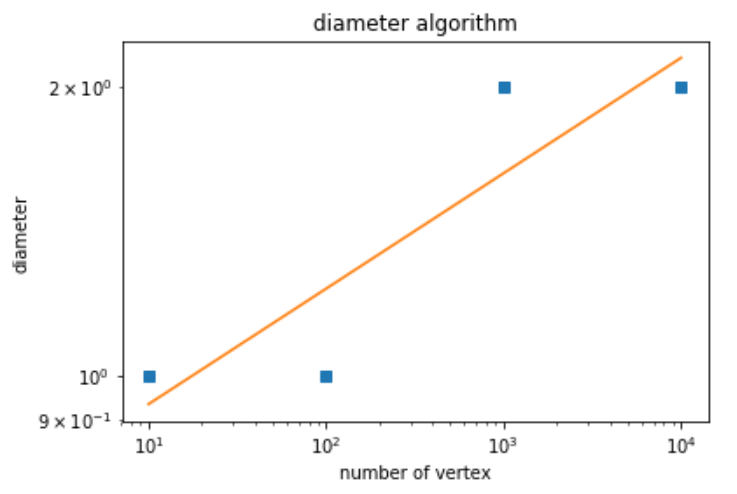 diameter algorithm
2 × 10⁰
10⁰
9 × 10⁻¹
diameter
10¹ 10² 10³ 10⁴
number of vertex